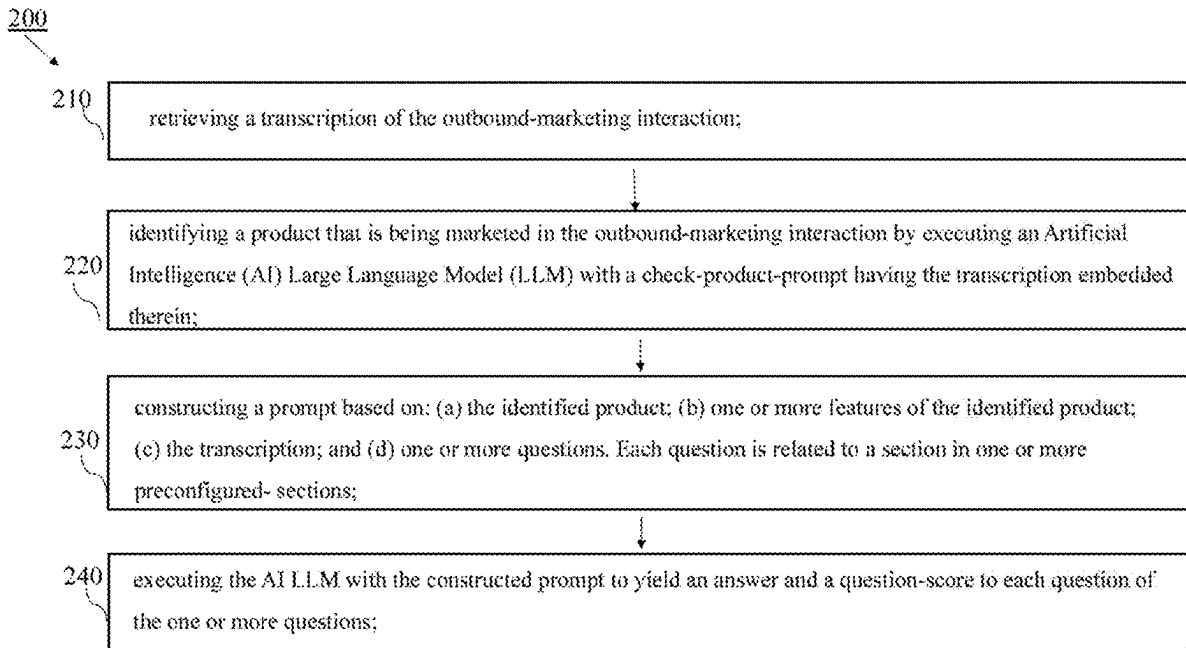 200
210
retrieving a transcription of the outbound-marketing interaction;
identifying a product that is being marketed in the outbound-marketing interaction by executing an Artificial
220
Intelligence (AI) Large Language Model (LLM) with a check-product-prompt having the transcription embedded
therein;
constructing a prompt based on: (a) the identified product; (b) one or more features of the identified product;
230
(c) the transcription; and (d) one or more questions. Each question is related to a section in one or more
preconfigured- sections;
240
executing the AI LLM with the constructed prompt to yield an answer and a question-score to each question of
the one or more questions;